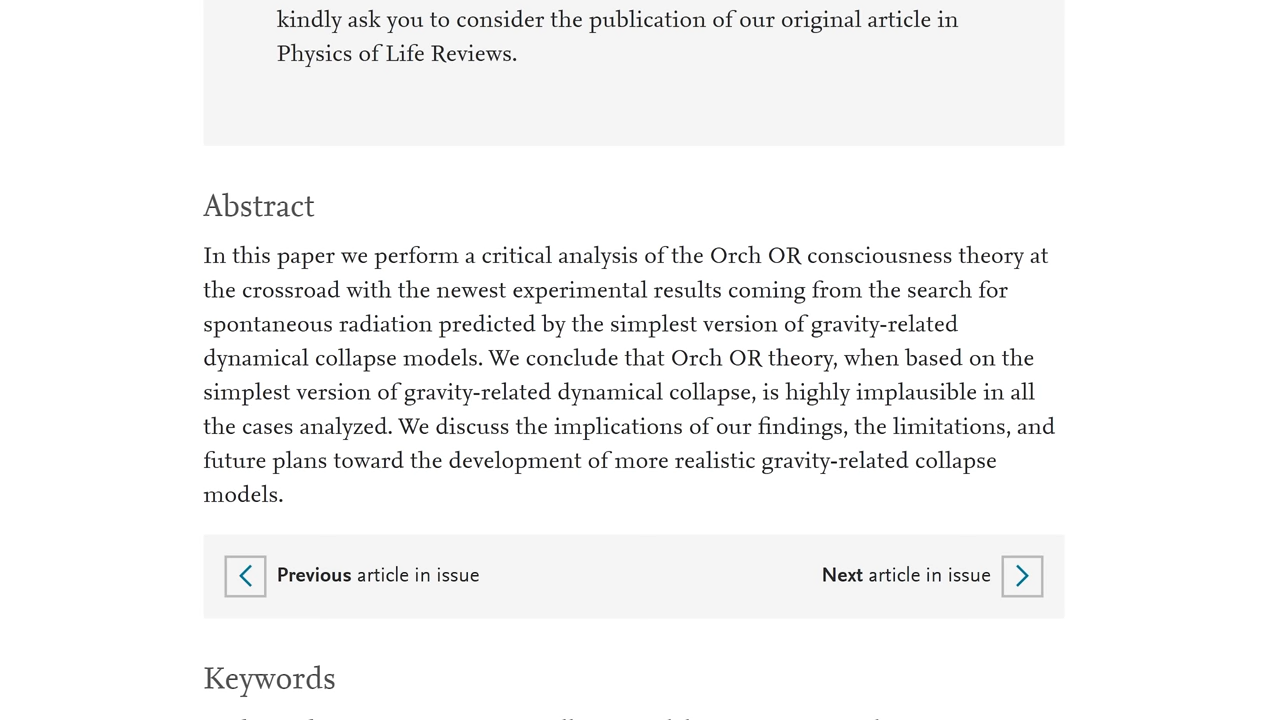 kindly ask you to consider the publication of our original article in
Physics of Life Reviews.
Abstract
In this paper we perform a critical analysis of the Orch OR consciousness theory at
the crossroad with the newest experimental results coming from the search for
spontaneous radiation predicted by the simplest version of gravity-related
dynamical collapse models. We conclude that Orch OR theory, when based on the
simplest version of gravity-related dynamical collapse, is highly implausible in all
the cases analyzed. We discuss the implications of our findings, the limitations, and
future plans toward the development of more realistic gravity-related collapse
models.
Previous article in issue
Next article in issue
Keywords